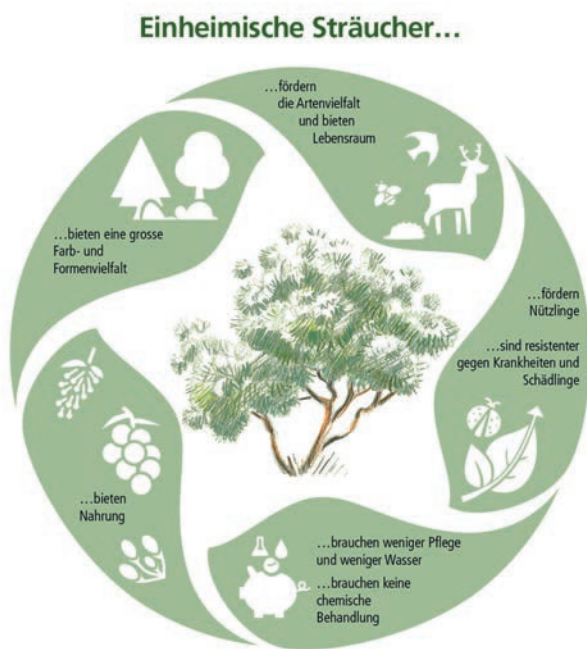 Einheimische Sträucher...
...fördern
die Artenvielfalt
und bieten
Lebensraum
...bieten eine grosse
Farb- und
Formenvielfalt
...fördern
Nützlinge
...sind resistenter
gegen Krankheiten und
Schädlinge
...bieten
Nahrung
...brauchen weniger Pflege
und weniger Wasser
...brauchen keine
chemische
Behandlung